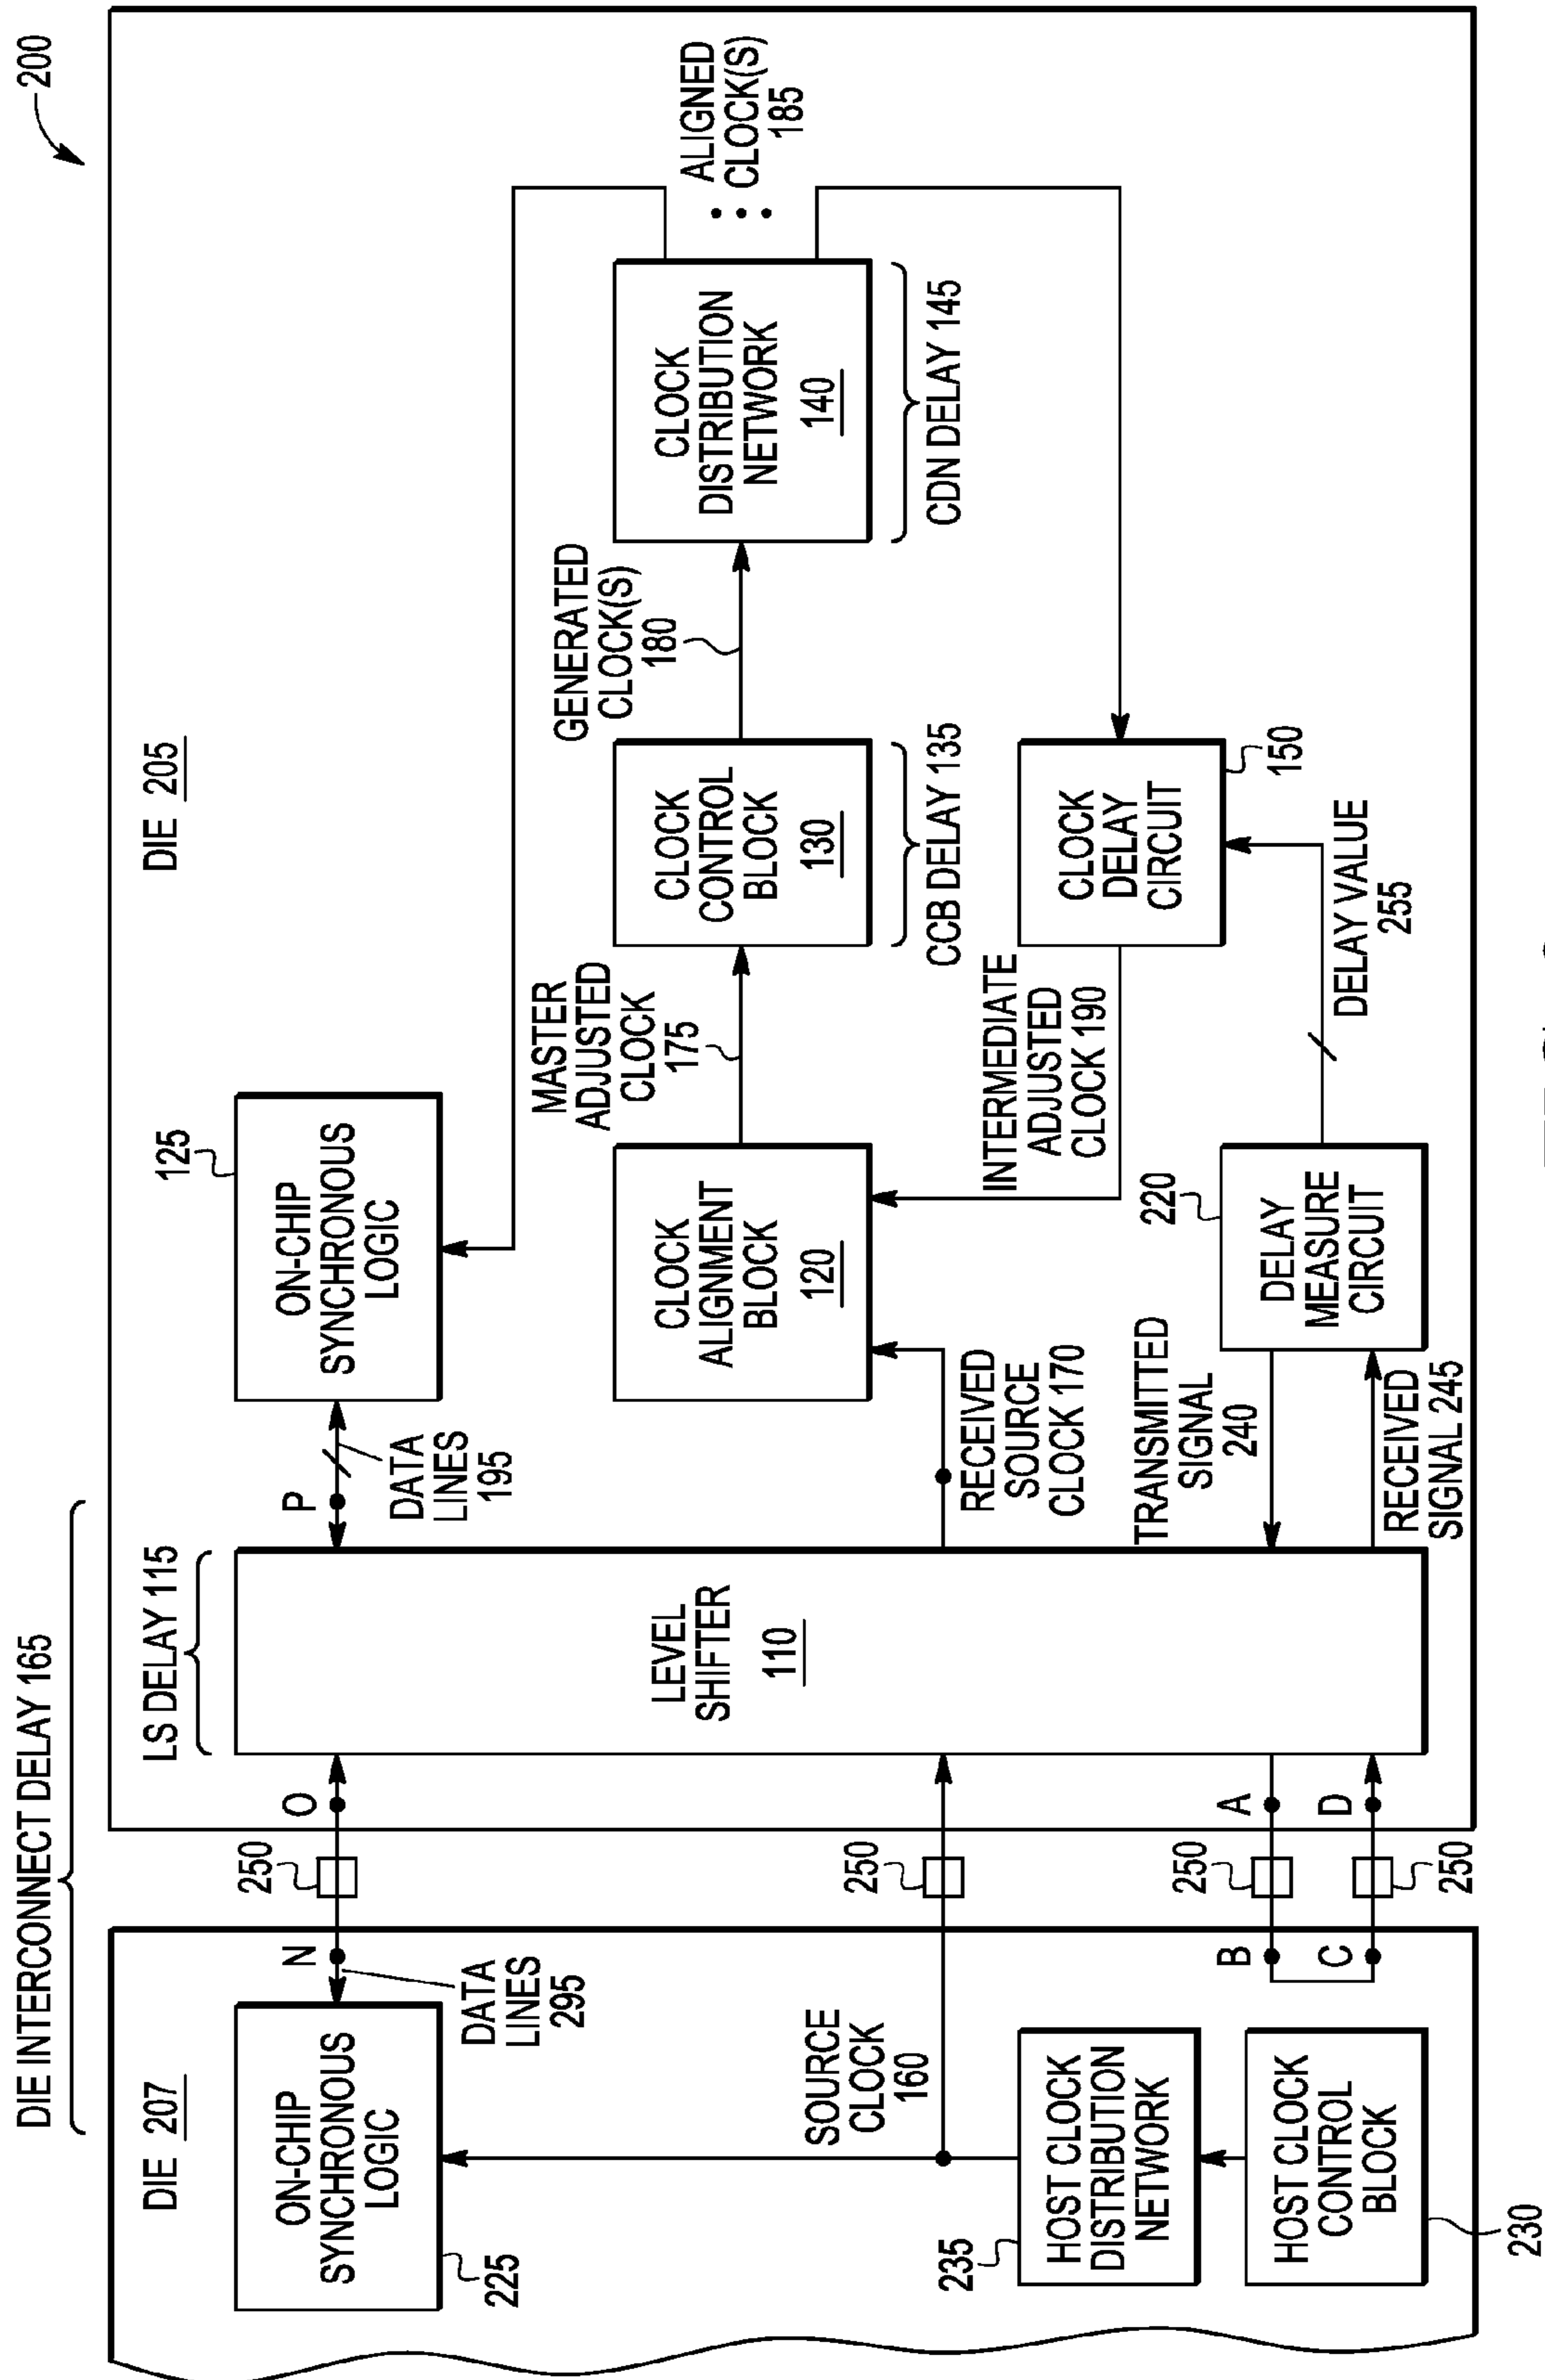 200
DIE INTERCONNECT DELAY 165
DIE 207
ON-CHIP
SYNCHRONOUS
LOGIC
225
N
DATA
LINES
295
SOURCE
CLOCK
160
HOST CLOCK
DISTRIBUTION
NETWORK
235
HOST CLOCK
CONTROL
BLOCK
230
B
C
250
250
250
250
DIE 205
LS DELAY 115
O
A
D
LEVEL
SHIFTER
110
P
DATA
LINES
195
ON-CHIP
SYNCHRONOUS
LOGIC
125
RECEIVED
SOURCE
CLOCK 170
CLOCK
ALIGNMENT
BLOCK
120
MASTER
ADJUSTED
CLOCK
175
CLOCK
CONTROL
BLOCK
130
CCB DELAY 135
GENERATED
CLOCK(S)
180
CLOCK
DISTRIBUTION
NETWORK
140
CDN DELAY 145
ALIGNED
CLOCK(S)
185
INTERMEDIATE
ADJUSTED
CLOCK 190
CLOCK
DELAY
CIRCUIT
150
TRANSMITTED
SIGNAL
240
RECEIVED
SIGNAL 245
DELAY
MEASURE
CIRCUIT
220
DELAY VALUE
255